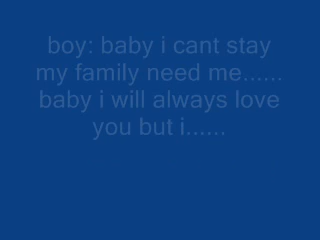 boy: baby i cant stay
my family need me......
baby i will always love
you but i......